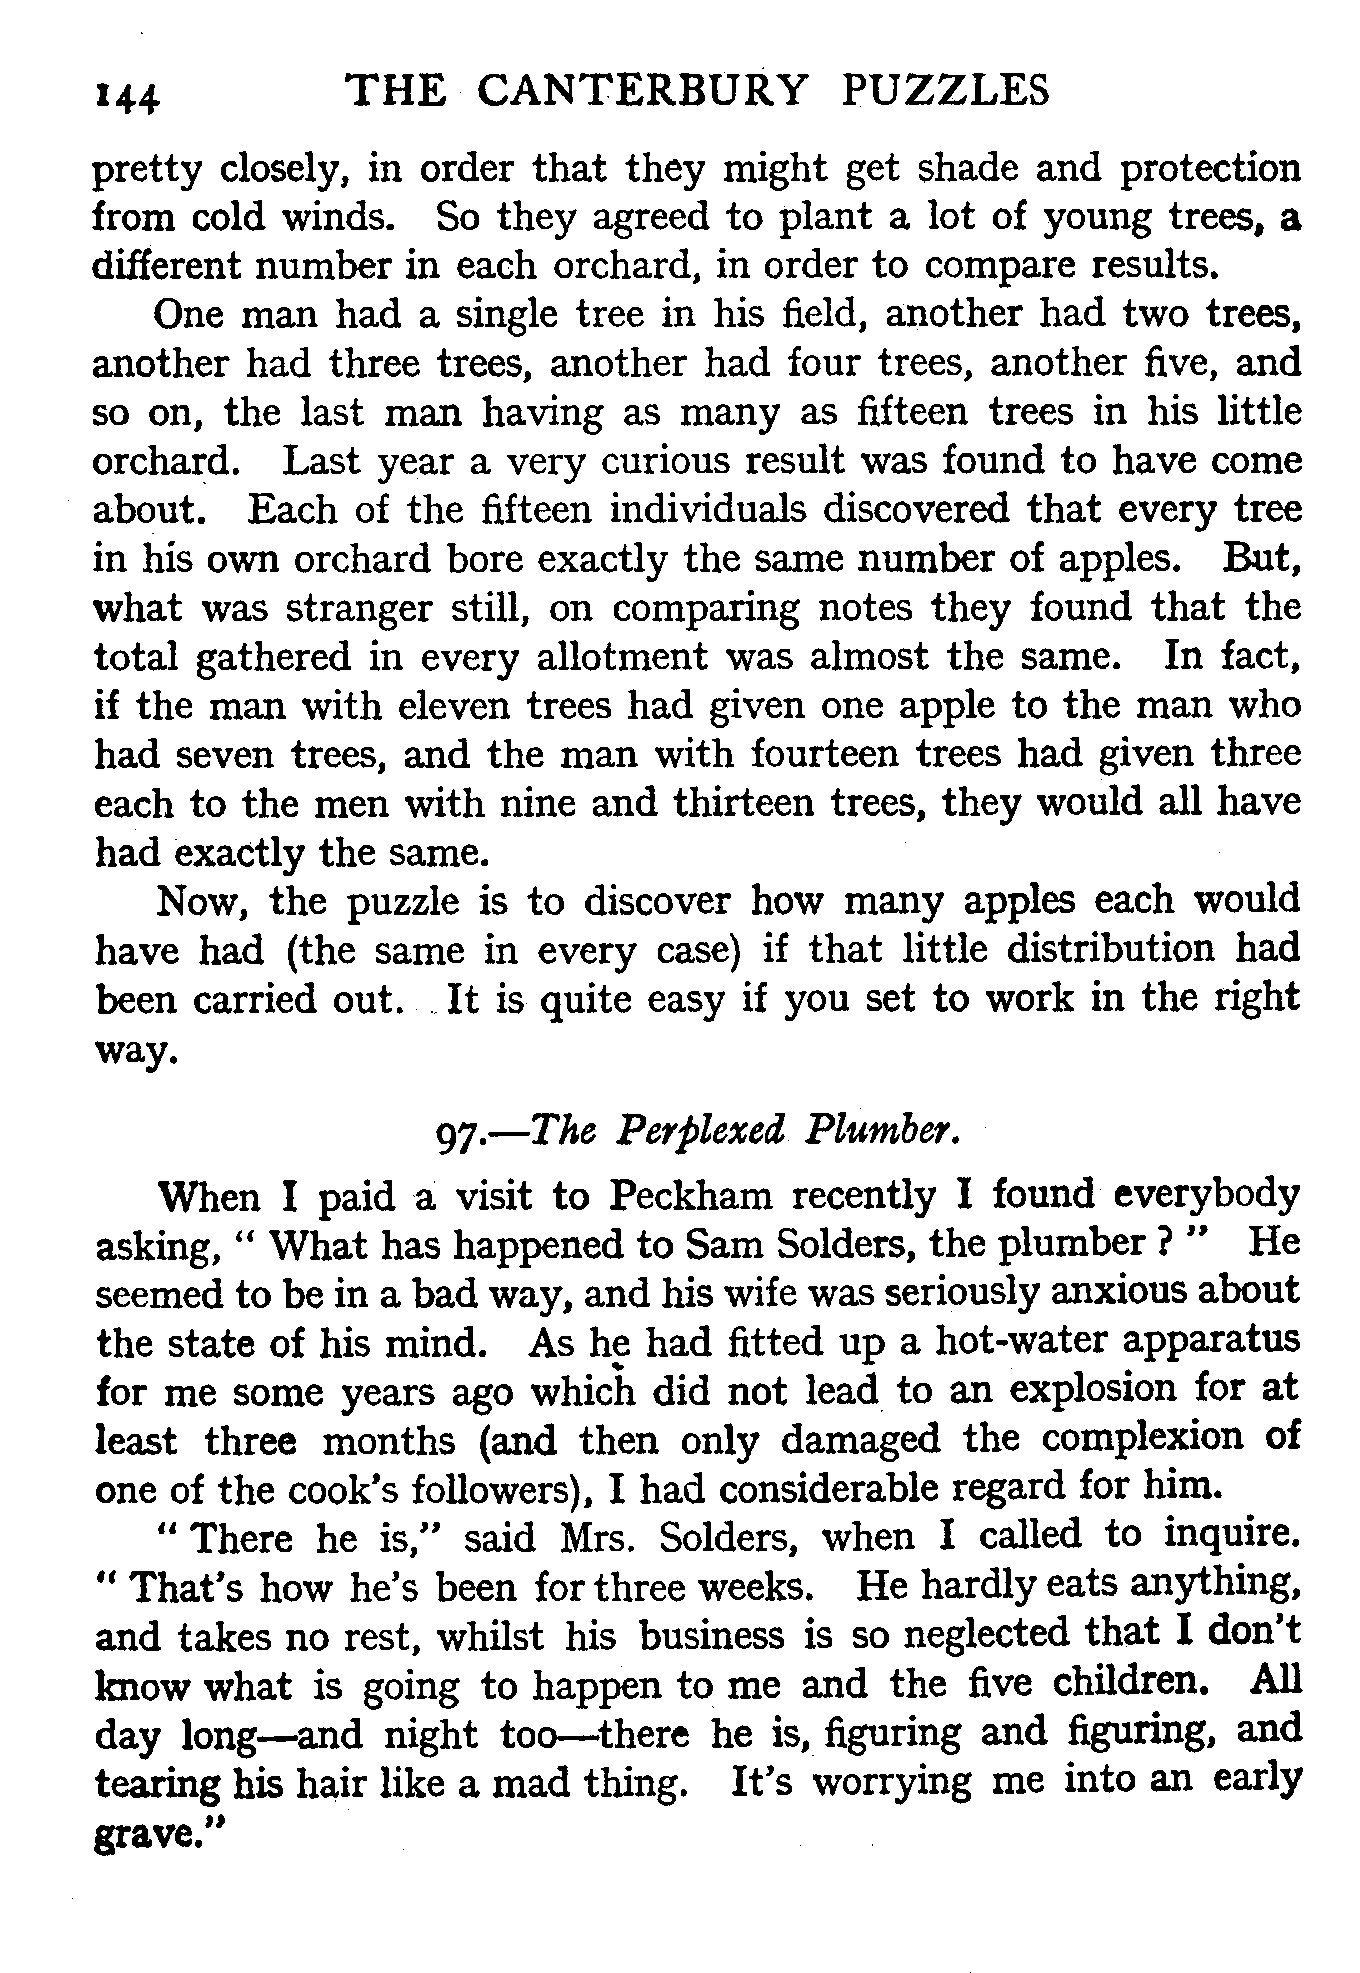 144 THE CANTERBURY PUZZLES
pretty closely, in order that they might get shade and protection
from cold winds. So they agreed to plant a lot of young trees, a
different number in each orchard, in order to compare results.
One man had a single tree in his field, another had two trees,
another had three trees, another had four trees, another five, and
so on, the last man having as many as fifteen trees in his little
orchard. Last year a very curious result was found to have come
about. Each of the fifteen individuals discovered that every tree
in his own orchard bore exactly the same number of apples. But,
what was stranger still, on comparing notes they found that the
total gathered in every allotment was almost the same. In fact,
if the man with eleven trees had given one apple to the man who
had seven trees, and the man with fourteen trees had given three
each to the men with nine and thirteen trees, they would all have
had exactly the same.
Now, the puzzle is to discover how many apples each would
have had (the same in every case) if that little distribution had
been carried out. It is quite easy if you set to work in the right
way.
97.—The Perplexed Plumber.
When I paid a visit to Peckham recently I found everybody
asking, “ What has happened to Sam Solders, the plumber ? ” He
seemed to be in a bad way, and his wife was seriously anxious about
the state of his mind. As he had fitted up a hot-water apparatus
for me some years ago which did not lead to an explosion for at
least three months (and then only damaged the complexion of
one of the cook's followers), I had considerable regard for him.
“ There he is,” said Mrs. Solders, when I called to inquire.
“ That's how he's been for three weeks. He hardly eats anything,
and takes no rest, whilst his business is so neglected that I don't
know what is going to happen to me and the five children. All
day long—and night too—there he is, figuring and figuring, and
tearing his hair like a mad thing. It's worrying me into an early
grave.”